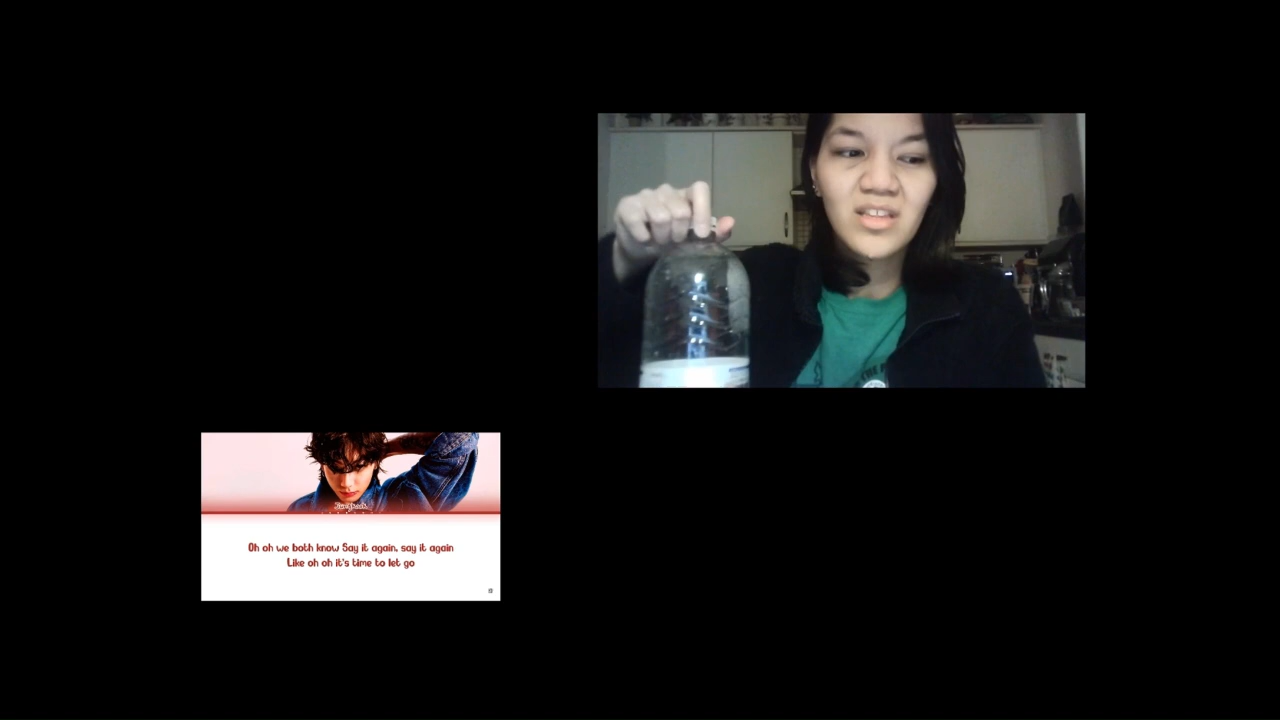 Jungkook
Oh oh we both know Say it again, say it again
Like oh oh it's time to let go